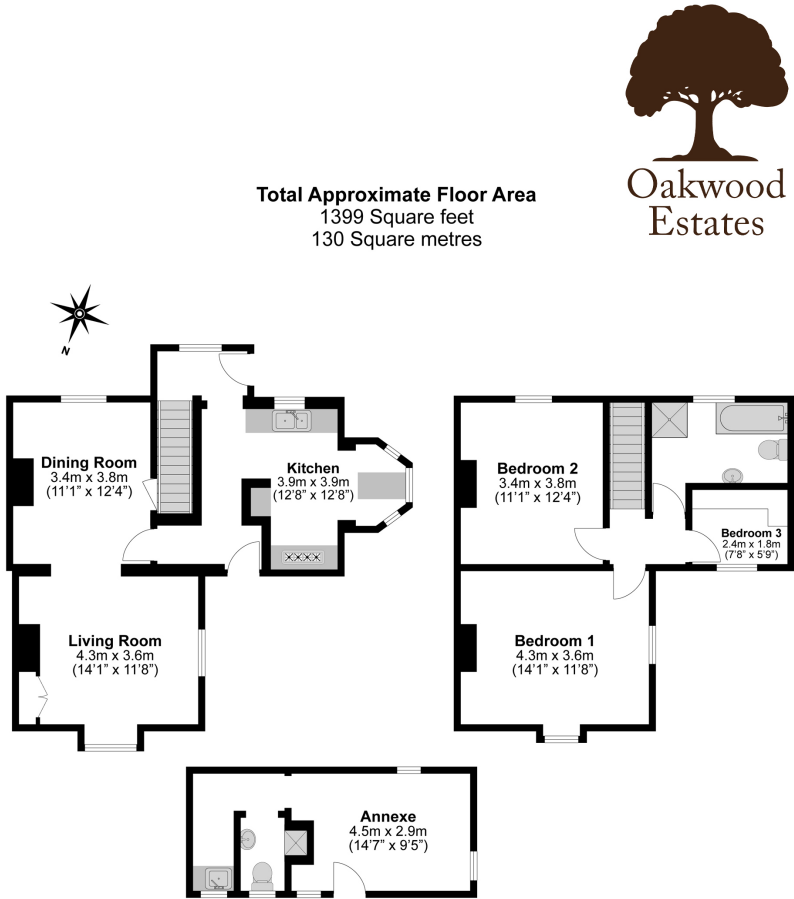 Oakwood
Estates
Total Approximate Floor Area
1399 Square feet
130 Square metres
N
Dining Room
3.4m x 3.8m
(11'1" x 12'4")
Kitchen
3.9m x 3.9m
(12'8" x 12'8")
Living Room
4.3m x 3.6m
(14'1" x 11'8")
Bedroom 2
3.4m x 3.8m
(11'1" x 12'4")
Bedroom 3
2.4m x 1.8m
(7'8" x 5'9")
Bedroom 1
4.3m x 3.6m
(14'1" x 11'8")
Annexe
4.5m x 2.9m
(14'7" x 9'5")